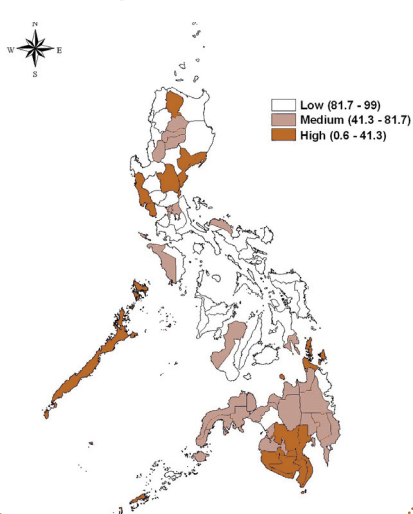 N
W E
S
Low (81.7 - 99)
Medium (41.3 - 81.7)
High (0.6 - 41.3)